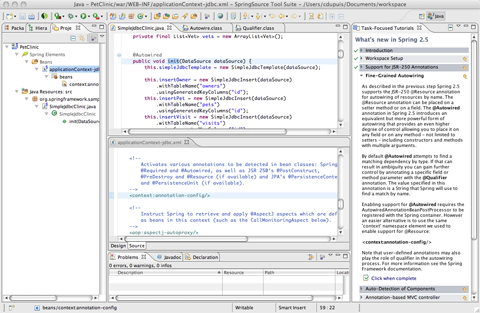 Java - PetClinic/war/WEB-INF/applicationContext-jdbc.xml - SpringSource Tool Suite - /Users/cdupuis/Documents/workspace
Java
Packa
Hiera
Proje
PetClinic
Spring Elements
Beans
applicationContext-jdb
beans
context:annotation
Java Resources: src
org.springframework.samp
SimpleJdbcClinic.java
SimpleJdbcClinic
initDataSour
SimpleJdbcClinic.java
Autowire.class
Qualifier.class
private final List<Vet> vets = new ArrayList<Vet>();
@Autowired
public void init(DataSource dataSource) {
this.simpleJdbcTemplate = new SimpleJdbcTemplate(dataSource);
this.insertOwner = new SimpleJdbcInsert(dataSource)
.withTableName("owners")
.usingGeneratedKeyColumns("id");
this.insertPet = new SimpleJdbcInsert(dataSource)
.withTableName("pets")
.usingGeneratedKeyColumns("id");
this.insertVisit = new SimpleJdbcInsert(dataSource)
.withTableName("visits")
applicationContext-jdbc.xml
<!--
Activates various annotations to be detected in bean classes: Spring
@Required and @Autowired, as well as JSR 250's @PostConstruct,
@PreDestroy and @Resource (if available) and JPA's @PersistenceConte
and @PersistenceUnit (if available).
-->
<context:annotation-config/>
<!--
Instruct Spring to retrieve and apply @AspectJ aspects which are def
as beans in this context (such as the CallMonitoringAspect below).
-->
<aop:aspectj-autoproxy/>
Design
Source
Problems
Javadoc
Declaration
0 errors, 0 warnings, 0 infos
Description
Resource
Path
Locat
Task-Focused Tutorials
What's new in Spring 2.5
Introduction
Workspace Setup
Support for JSR-250 Annotations
Fine-Grained Autowiring
As described in the previous step Spring 2.5
supports the JSR-250 @Resource annotation
for autowiring of resources by name. The
@Resource annotation can be placed on a
setter method or on a field. The @Autowired
annotation in Spring 2.5 introduces an
equivalent but more powerful form of
autowiring that provides an even higher
degree of control allowing you to place it on
any field or on any method - not limited to
setters - including constructors and methods
with multiple arguments.
By default @Autowired attempts to find a
matching dependency by type. If that can
result in ambiguity you can gain further
control by annotating a specific field or
method parameter with the @Qualifier
annotation. The value specified in this
annotation is a String that Spring will use to
find a match by name.
Enabling support for @Autowired requires the
AutowiredAnnotationBeanPostProcessor to be
registered with the Spring container. However
an easier alternative is to use the same
'context' namespace element we used to
enable support for @Resource:
<context:annotation-config/>
Note that user-defined annotations may also
play the role of qualifier in the autowiring
process. For more information see the Spring
Framework documentation.
Click when complete
Auto-Detection of Components
Annotation-based MVC controller
beans/context:annotation-config
Writable
Smart Insert
59 : 22